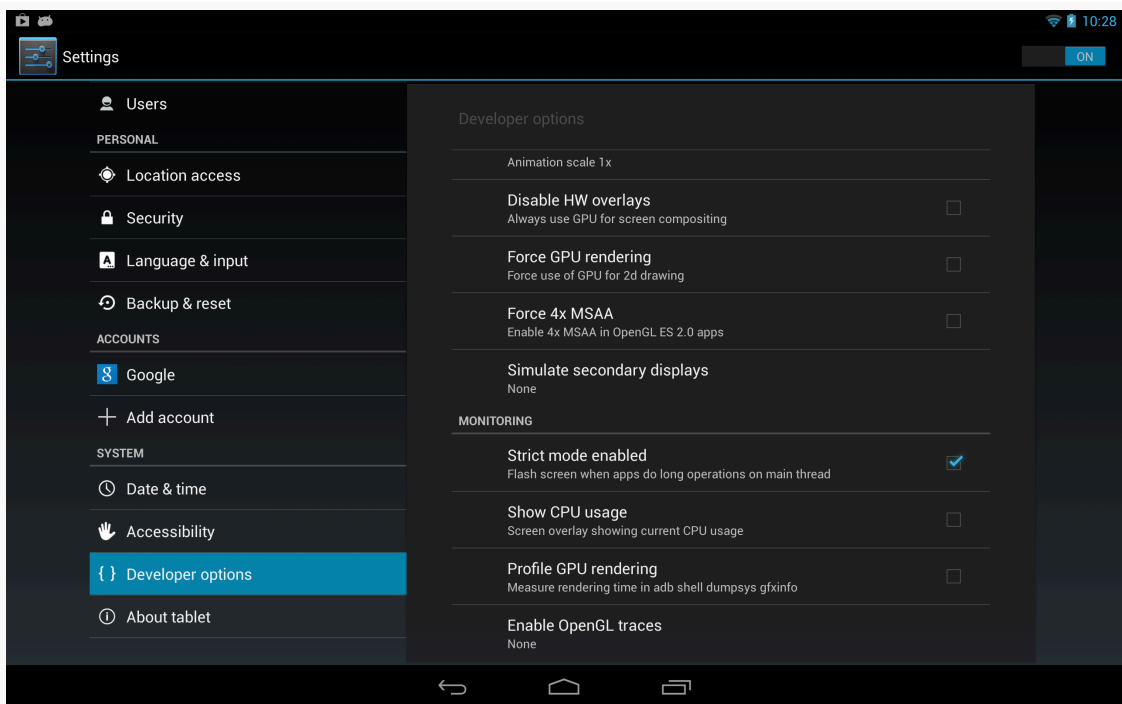 10:28
Settings
ON
Users
PERSONAL
Location access
Security
Language & input
Backup & reset
ACCOUNTS
Google
Add account
SYSTEM
Date & time
Accessibility
{ } Developer options
About tablet
Developer options
Animation scale 1x
Disable HW overlays
Always use GPU for screen compositing
Force GPU rendering
Force use of GPU for 2d drawing
Force 4x MSAA
Enable 4x MSAA in OpenGL ES 2.0 apps
Simulate secondary displays
None
MONITORING
Strict mode enabled
Flash screen when apps do long operations on main thread
Show CPU usage
Screen overlay showing current CPU usage
Profile GPU rendering
Measure rendering time in adb shell dumpsys gfxinfo
Enable OpenGL traces
None